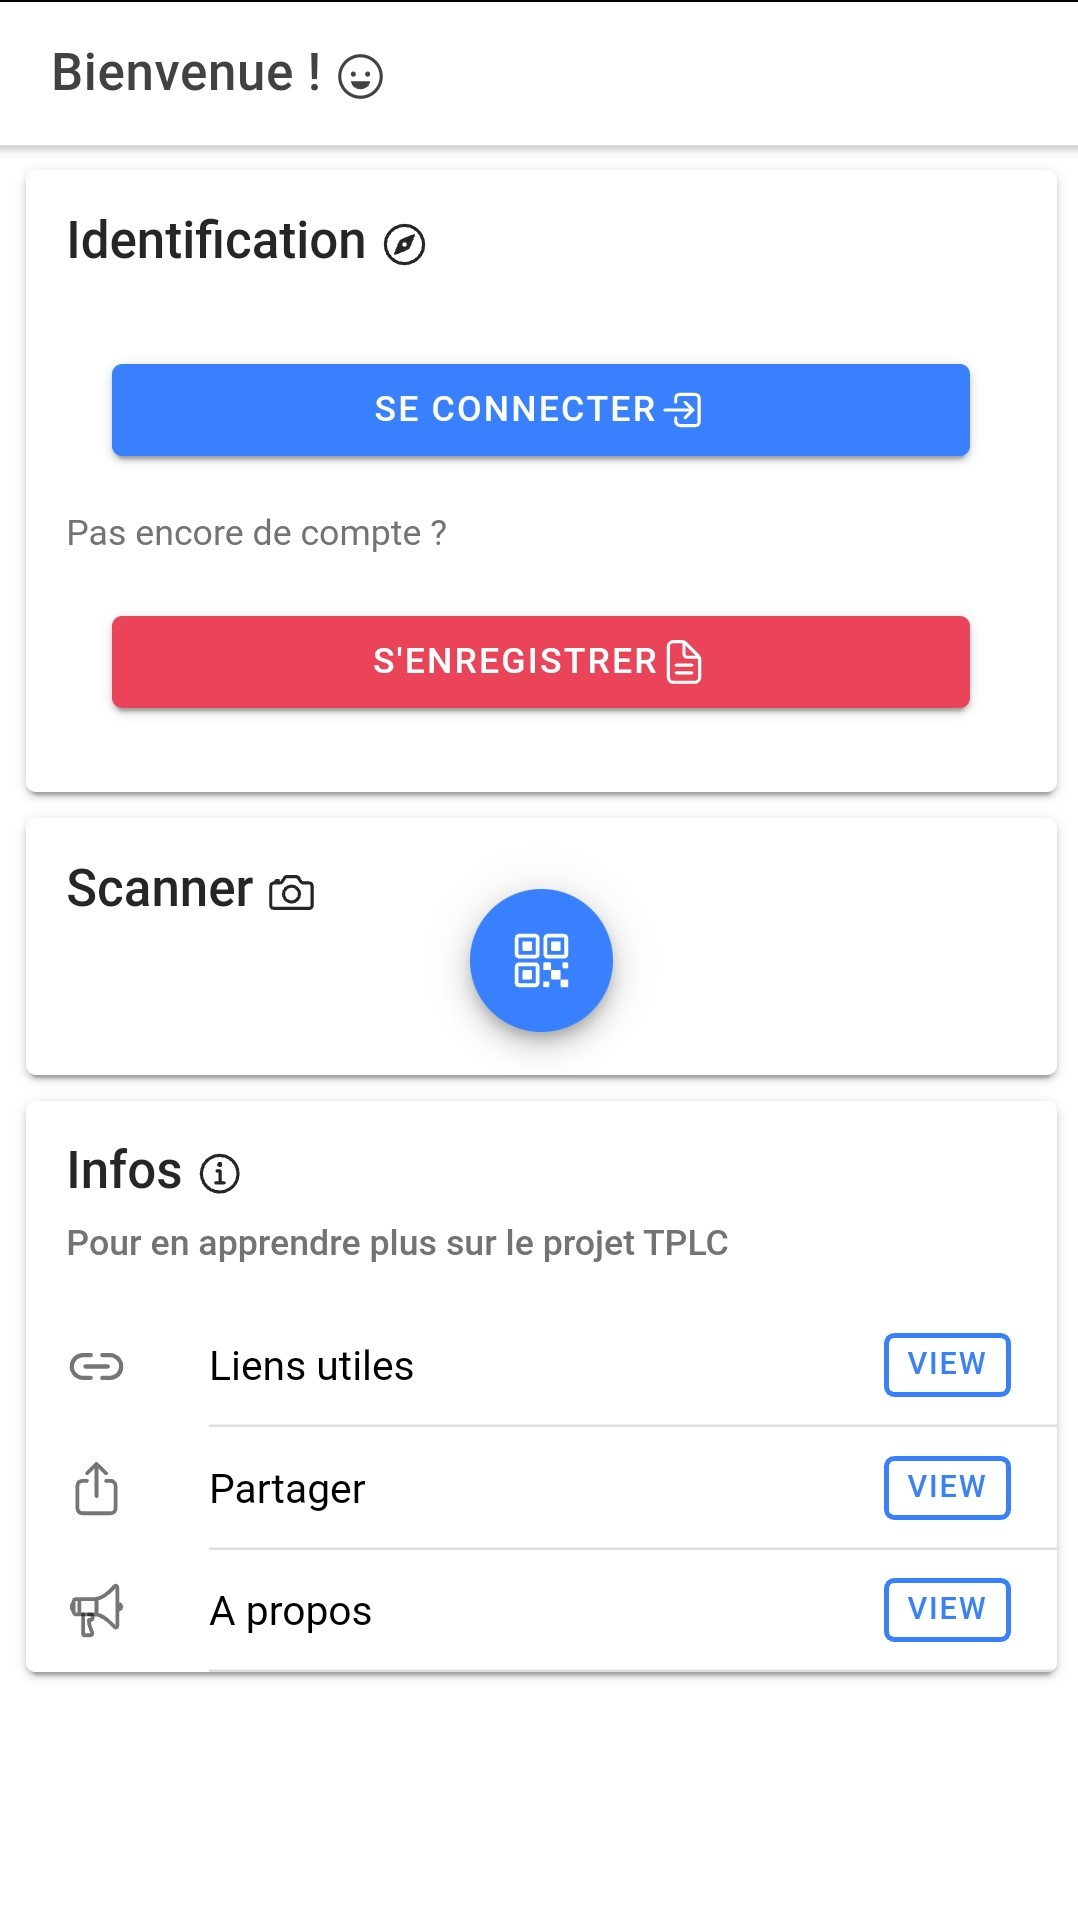 Bienvenue !
Identification
SE CONNECTER
Pas encore de compte ?
S'ENREGISTRER
Scanner
Infos
Pour en apprendre plus sur le projet TPLC
Liens utiles
VIEW
Partager
VIEW
A propos
VIEW